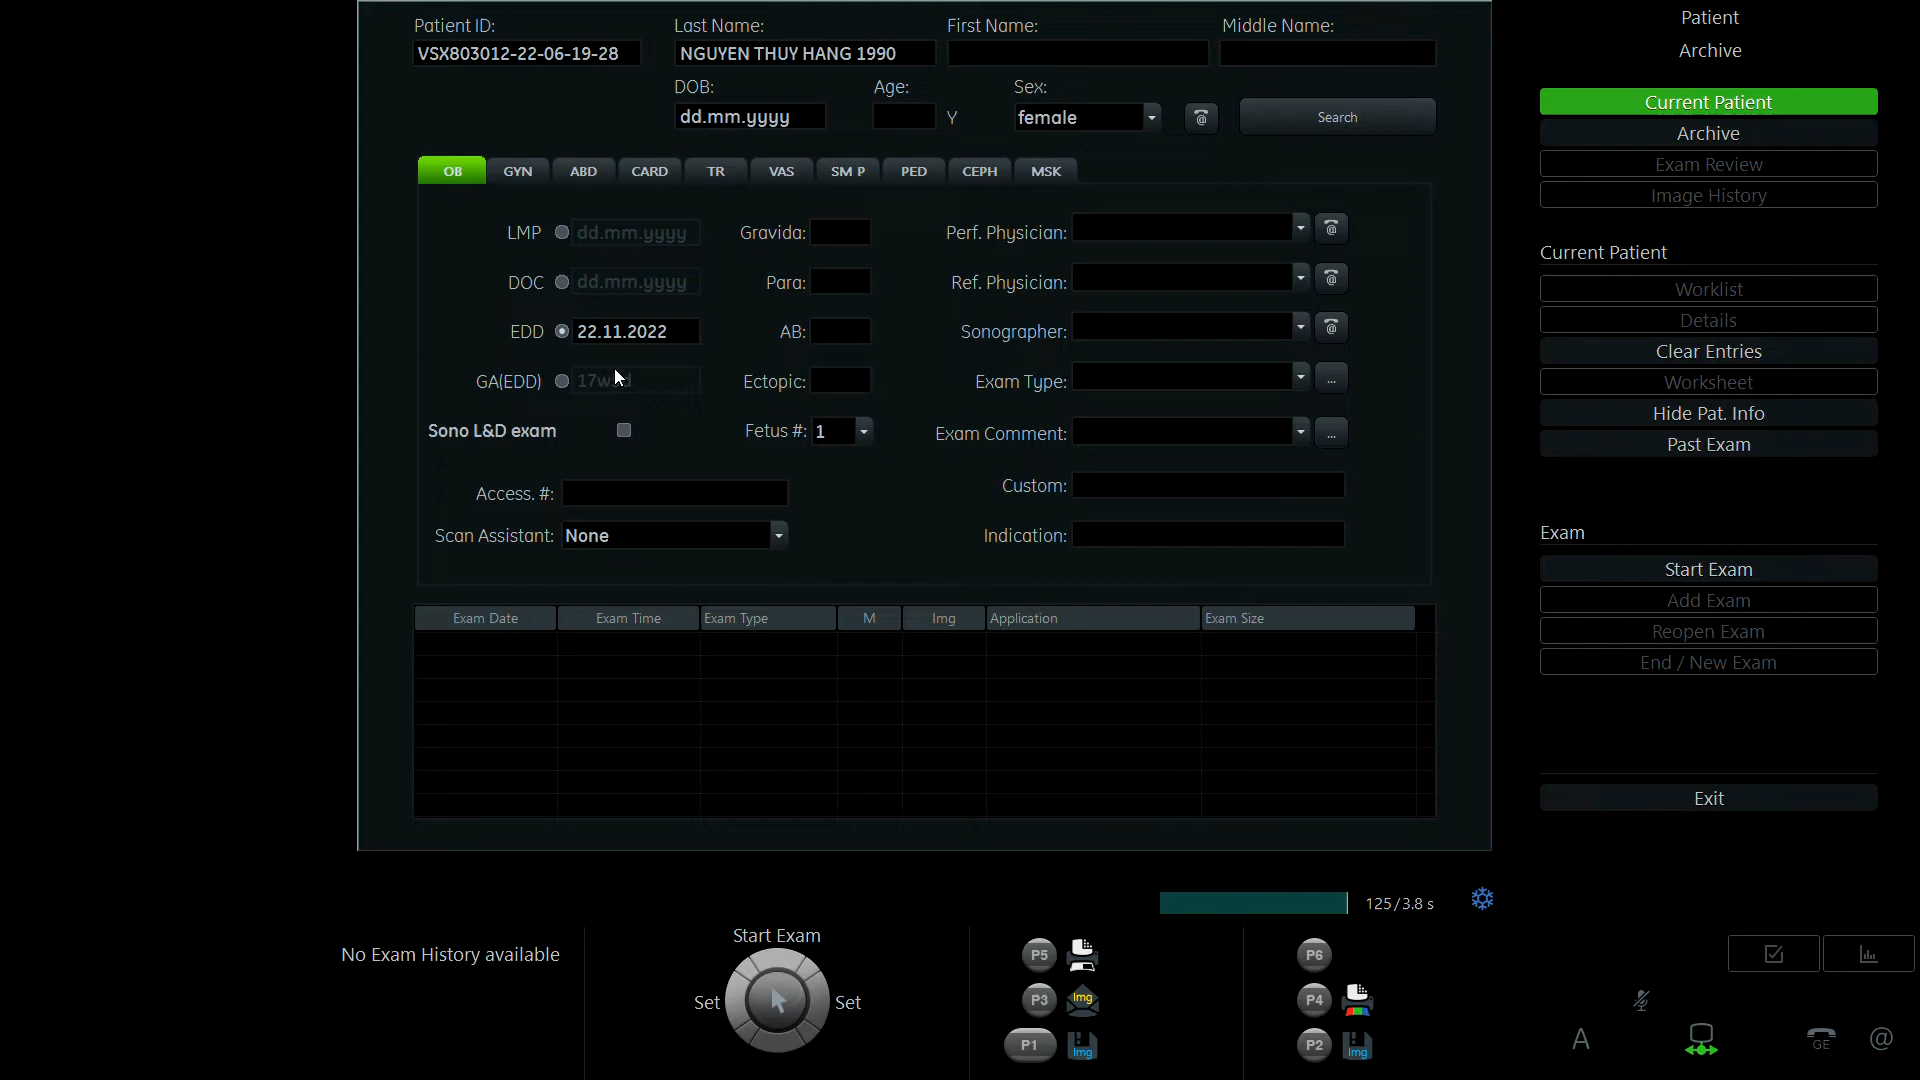 Patient ID: Last Name: First Name: Middle Name:
VSX803012-22-06-19-28 NGUYEN THUY HANG 1990
DOB: Age: Sex:
dd.mm.yyyy Y female @ Search
OB GYN ABD CARD TR VAS SM P PED CEPH MSK
LMP dd.mm.yyyy Gravida: Perf. Physician: @
DOC dd.mm.yyyy Para: Ref. Physician: @
EDD 22.11.2022 AB: Sonographer: @
GA(EDD) Ectopic: Exam Type: ...
Sono L&D exam Fetus #: 1 Exam Comment: ...
Access. #: Custom:
Scan Assistant: None Indication:
Exam Date Exam Time Exam Type M Img Application Exam Size
125/3.8 s
No Exam History available
Start Exam
Set Set
P5
P3 Img
P1 Img
P6
P4
P2 Img
Patient
Archive
Current Patient
Archive
Exam Review
Image History
Current Patient
Worklist
Details
Clear Entries
Worksheet
Hide Pat. Info
Past Exam
Exam
Start Exam
Add Exam
Reopen Exam
End / New Exam
Exit
A GE @